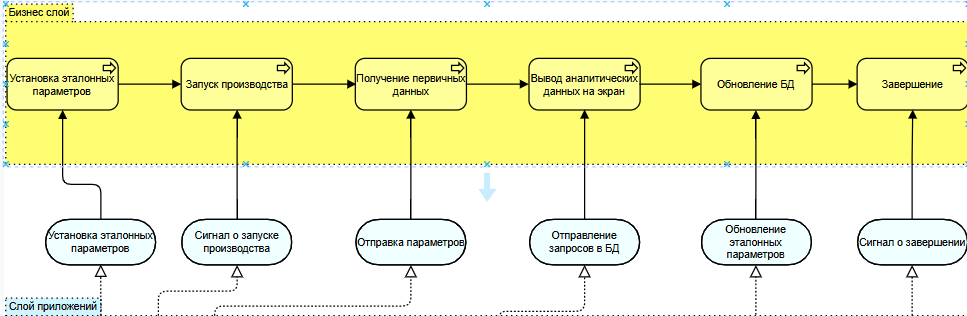 Бизнес слой
Установка эталонных
параметров
Запуск производства
Получение первичных
данных
Вывод аналитических
данных на экран
Обновление БД
Завершение
Установка эталонных
параметров
Сигнал о запуске
производства
Отправка параметров
Отправление
запросов в БД
Обновление
эталонных
параметров
Сигнал о завершении
Слой приложений